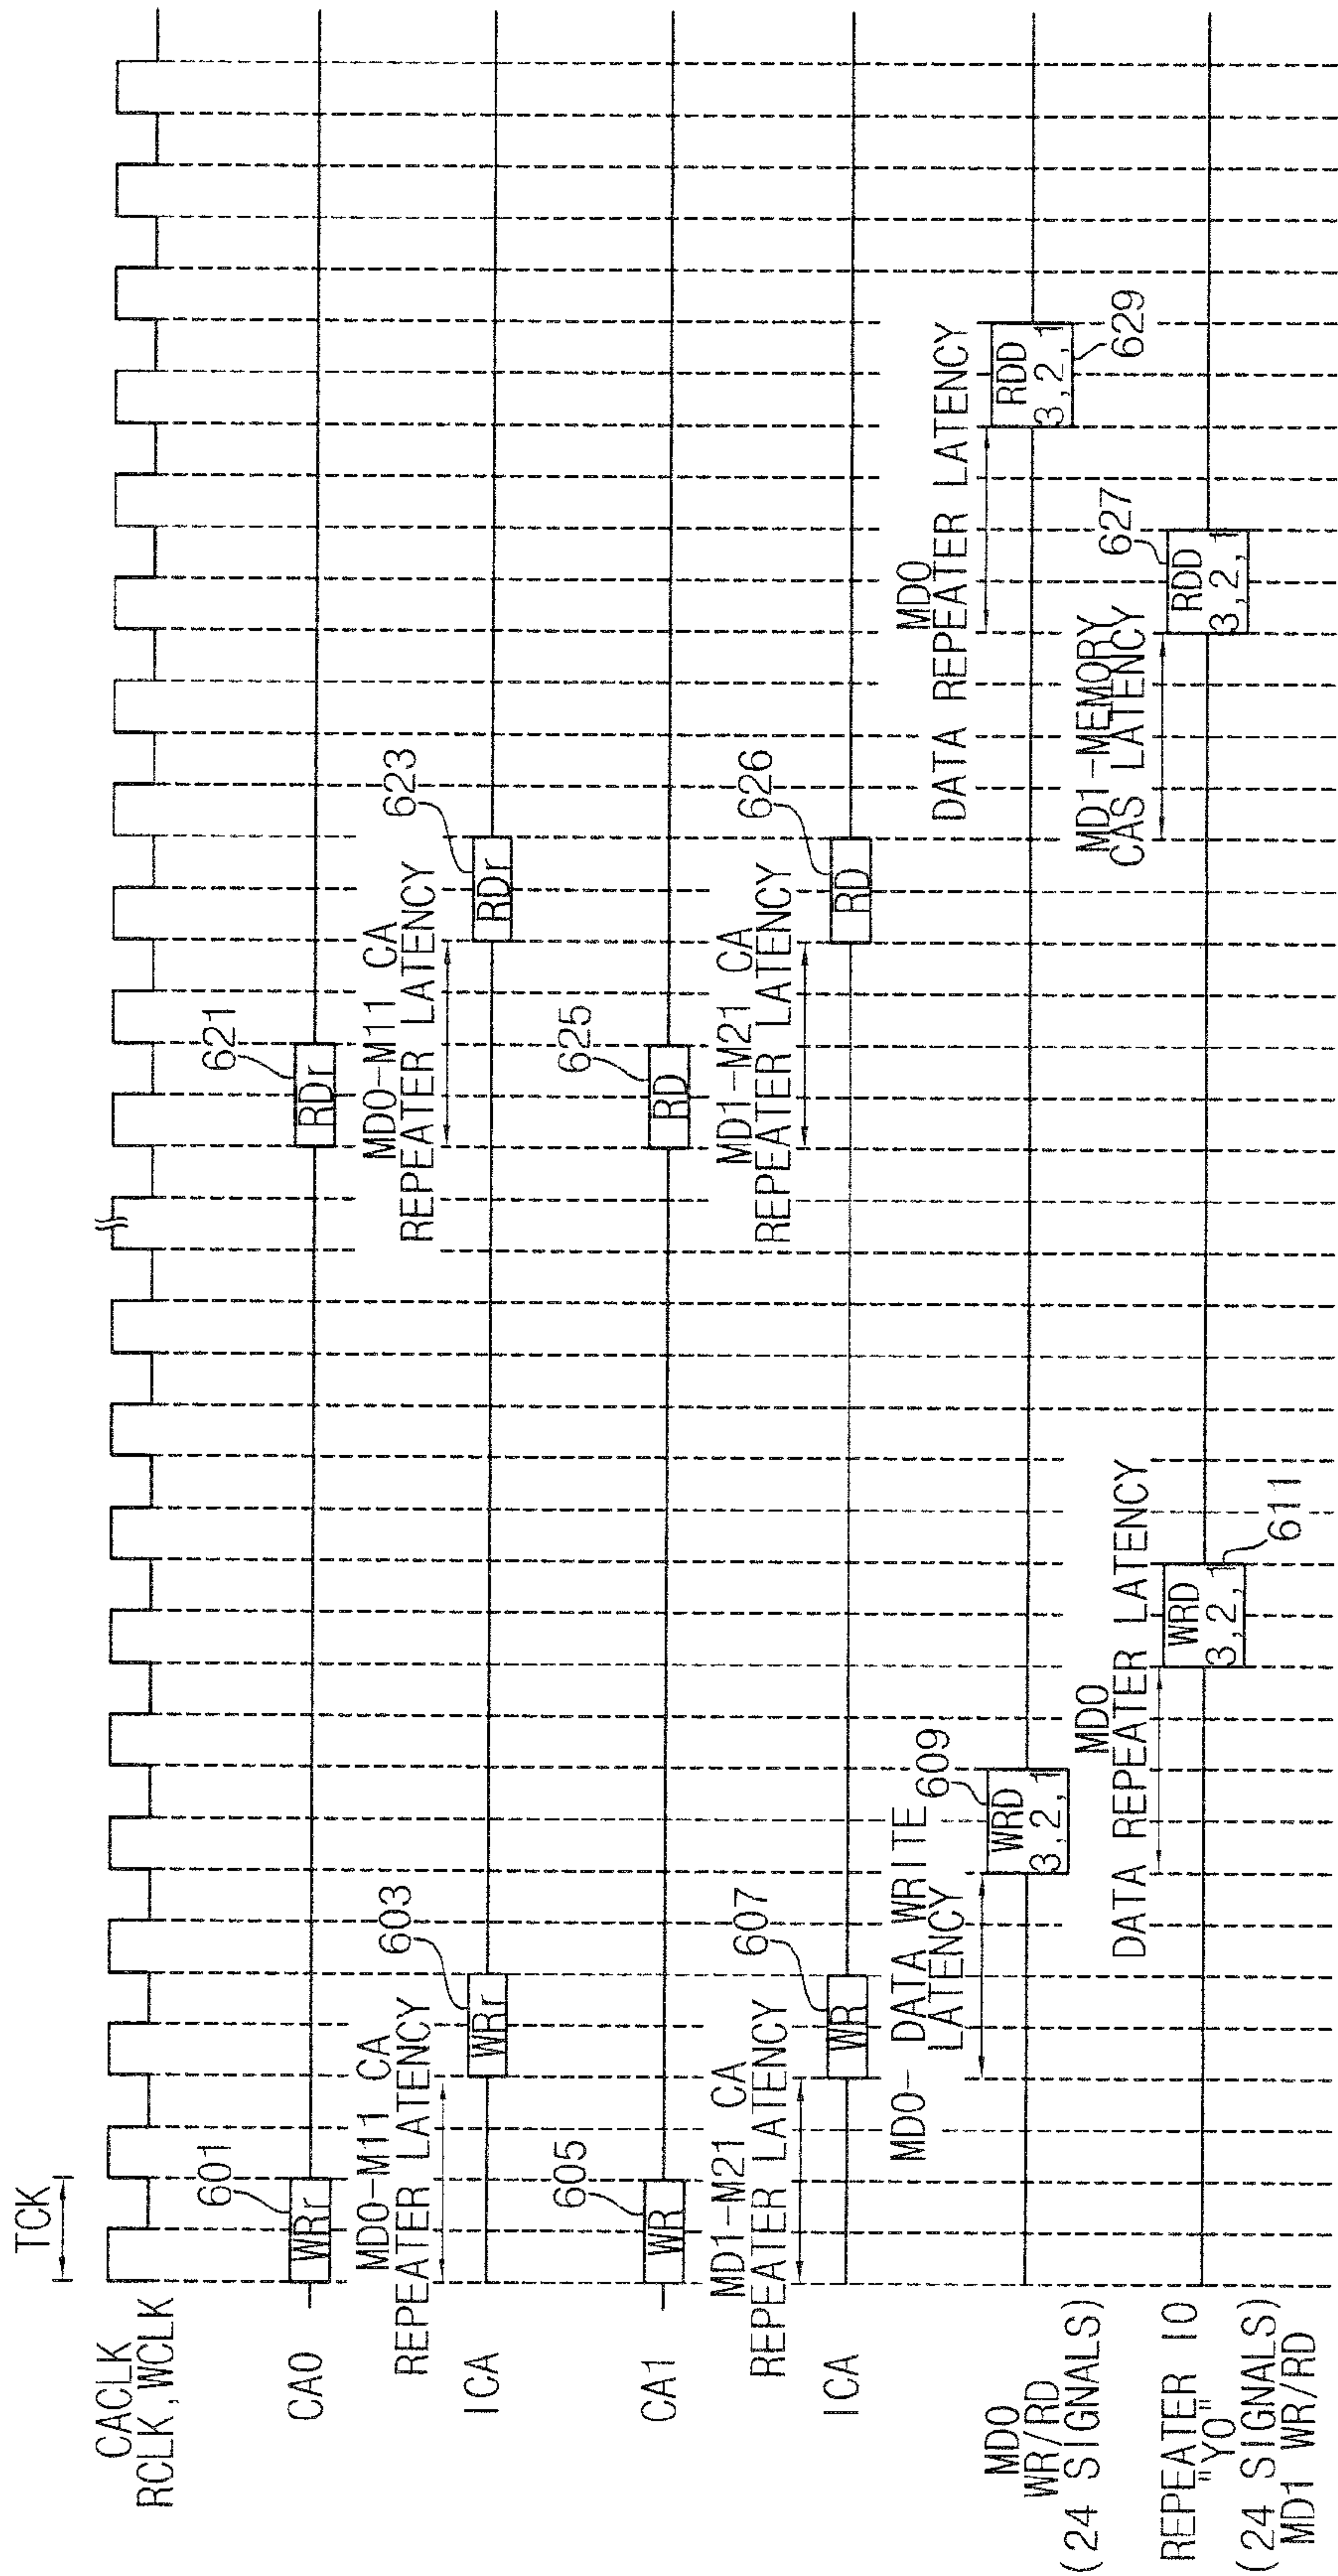 TCK
CACLK
RCLK, WCLK
CA0
601
WRr
621
RDr
MD0-M11 CA
REPEATER LATENCY
603
WRr
MD0-M11 CA
REPEATER LATENCY
623
RDr
ICA
CA1
605
WR
625
RD
MD1-M21 CA
REPEATER LATENCY
607
WR
MD1-M21 CA
REPEATER LATENCY
626
RD
ICA
MD0- DATA WRITE
LATENCY
609
WRD
3,2,1
MD0
DATA REPEATER LATENCY
RDD
3,2,1
629
MD0
WR/RD
(24 SIGNALS)
MD0
DATA REPEATER LATENCY
WRD
3,2,1
611
MD1-MEMORY
CAS LATENCY
627
RDD
3,2,1
REPEATER IO
"YO"
(24 SIGNALS)
MD1 WR/RD